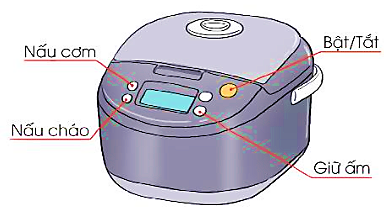 Nấu cơm
Bật/Tắt
Nấu cháo
Giữ ấm